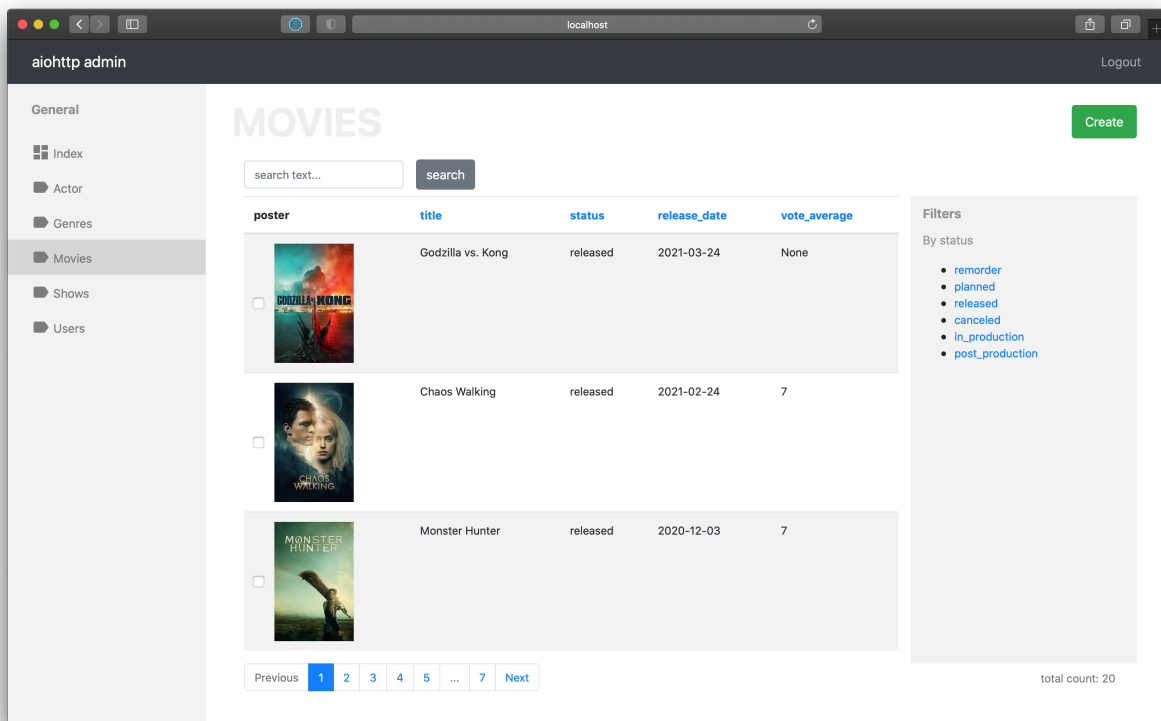 localhost
aiohttp admin
Logout
General
Index
Actor
Genres
Movies
Shows
Users
MOVIES
Create
search text...
search
poster title status release_date vote_average
GODZILLA VS. KONG
Godzilla vs. Kong released 2021-03-24 None
CHAOS
WALKING
Chaos Walking released 2021-02-24 7
MONSTER
HUNTER
Monster Hunter released 2020-12-03 7
Filters
By status
remorder
planned
released
canceled
in_production
post_production
Previous 1 2 3 4 5 ... 7 Next
total count: 20